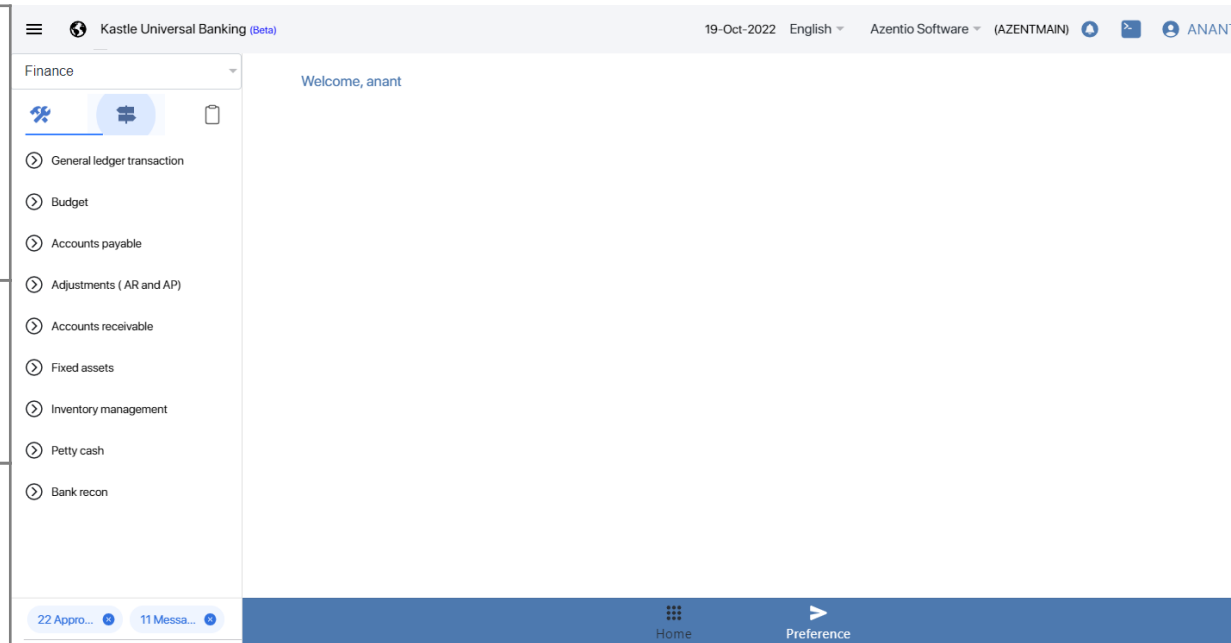 Kastle Universal Banking (Beta)
19-Oct-2022 English Azentio Software (AZENTMAIN) ANANT
Finance
Welcome, anant
General ledger transaction
Budget
Accounts payable
Adjustments ( AR and AP)
Accounts receivable
Fixed assets
Inventory management
Petty cash
Bank recon
22 Appro... 11 Messa...
Home Preference